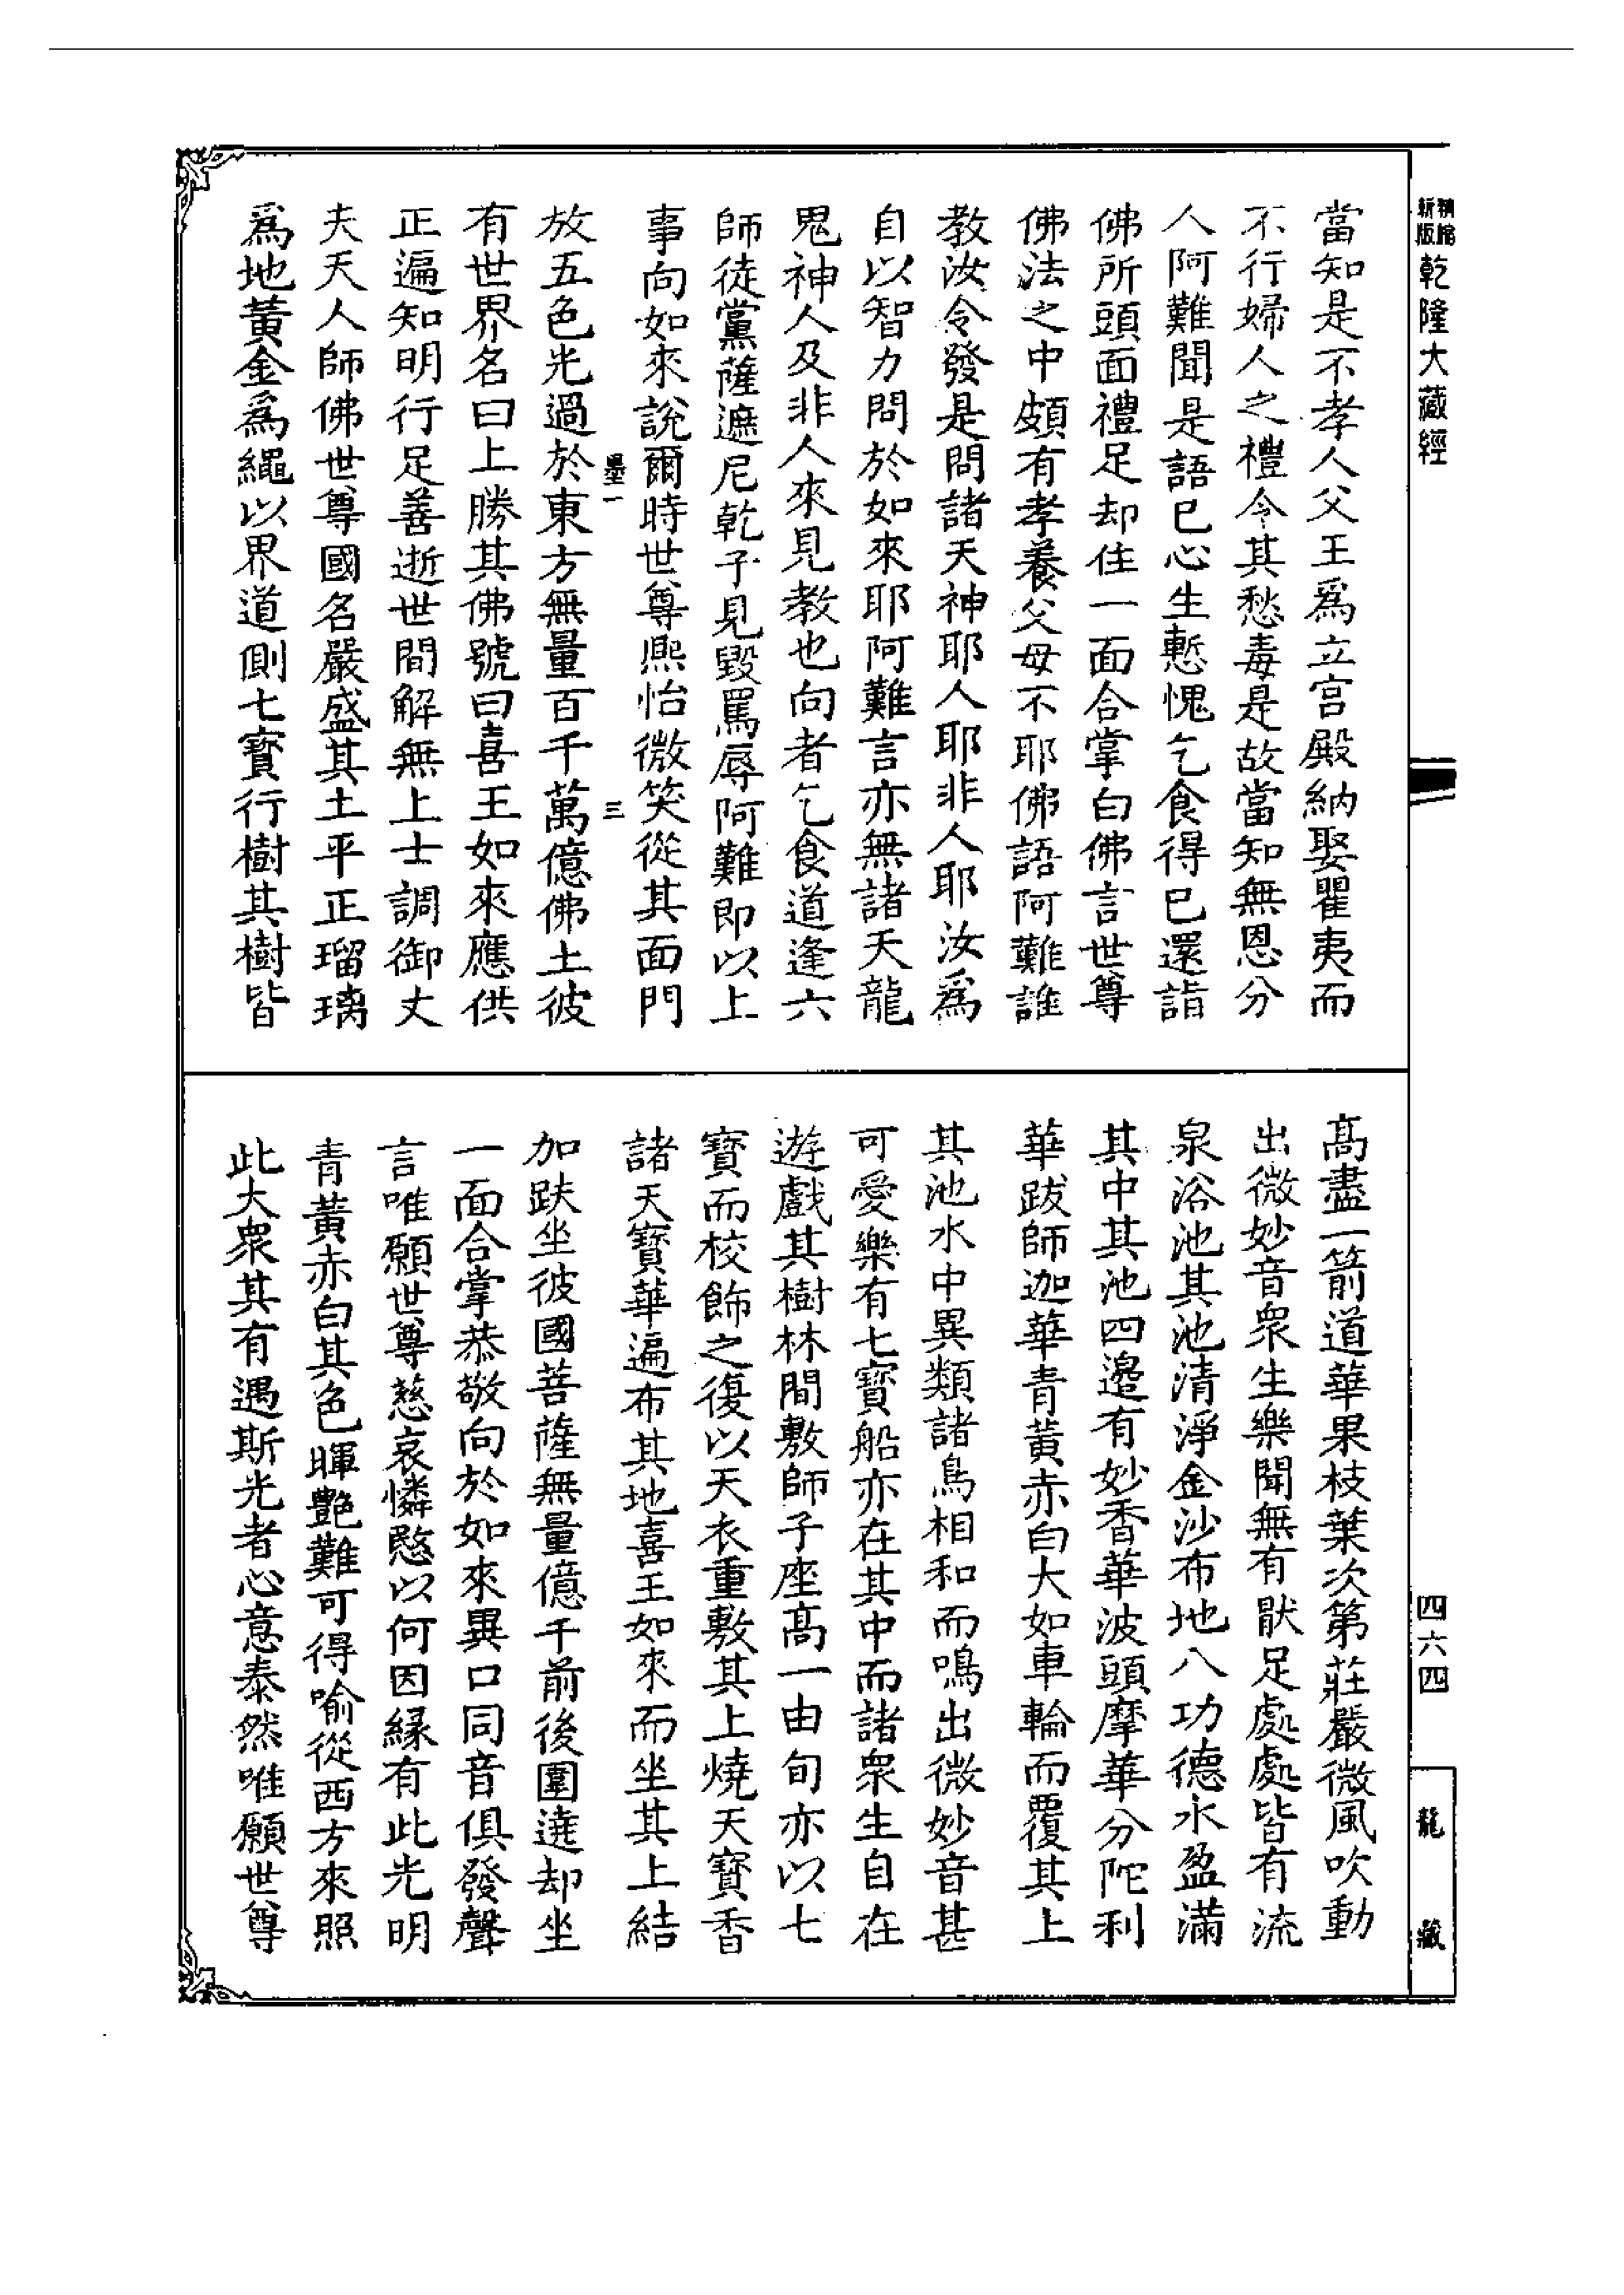 新版
乾隆大藏經
當知是不孝人父王爲立宫殿納娶瞿夷而
不行婦人之禮令其愁毒是故當知無恩分
人阿難聞是語已心生慙愧乞食得已還詣
佛所頭面禮足却住一面合掌白佛言世尊
佛法之中頗有孝養父母不耶佛語阿難誰
教汝令發是問諸天神耶人耶非人耶汝爲
自以智力問於如來耶阿難言亦無諸天龍
鬼神人及非人來見教也向者乞食道逢六
師徒黨薩遮尼乾子見毀罵辱阿難即以上
事向如來說爾時世尊熙怡微笑從其面門
墨一
三
放五色光過於東方無量百千萬億佛土彼
有世界名曰上勝其佛號曰喜王如來應供
正遍知明行足善逝世間解無上士調御丈
夫天人師佛世尊國名嚴盛其土平正瑠璃
爲地黃金爲繩以界道側七寶行樹其樹皆
高盡一箭道華果枝葉次第莊嚴微風吹動
出微妙音衆生樂聞無有猒足處處皆有流
泉浴池其池清淨金沙布地八功德水盈滿
其中其池四邊有妙香華波頭摩華分陀利
華跋師迦華青黃赤白大如車輪而覆其上
其池水中異類諸鳥相和而鳴出微妙音甚
可愛樂有七寶船亦在其中而諸衆生自在
遊戲其樹林間敷師子座高一由旬亦以七
寶而校飾之復以天衣重敷其上燒天寶香
諸天寶華遍布其地喜王如來而坐其上結
加趺坐彼國菩薩無量億千前後圍遶却坐
一面合掌恭敬向於如來異口同音俱發聲
言唯願世尊慈哀憐愍以何因緣有此光明
青黃赤白其色暉艷難可得喻從西方來照
此大衆其有遇斯光者心意泰然唯願世尊
四六四
龍藏